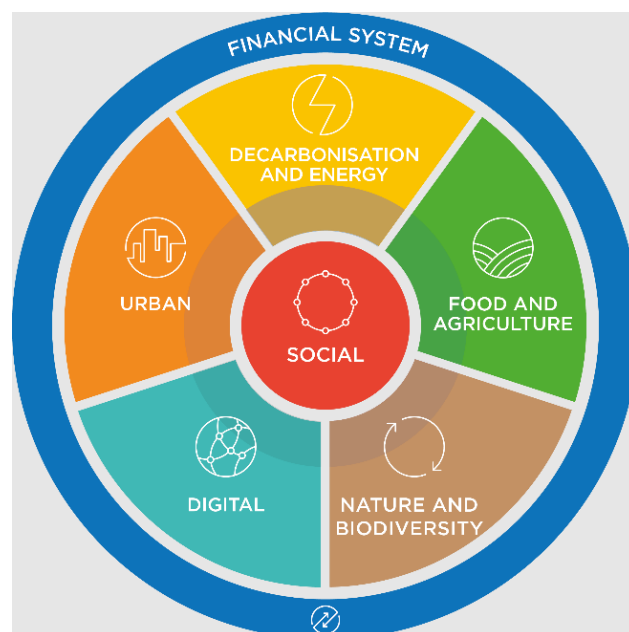 FINANCIAL SYSTEM
DECARBONISATION
AND ENERGY
URBAN
FOOD AND
AGRICULTURE
SOCIAL
DIGITAL
NATURE AND
BIODIVERSITY